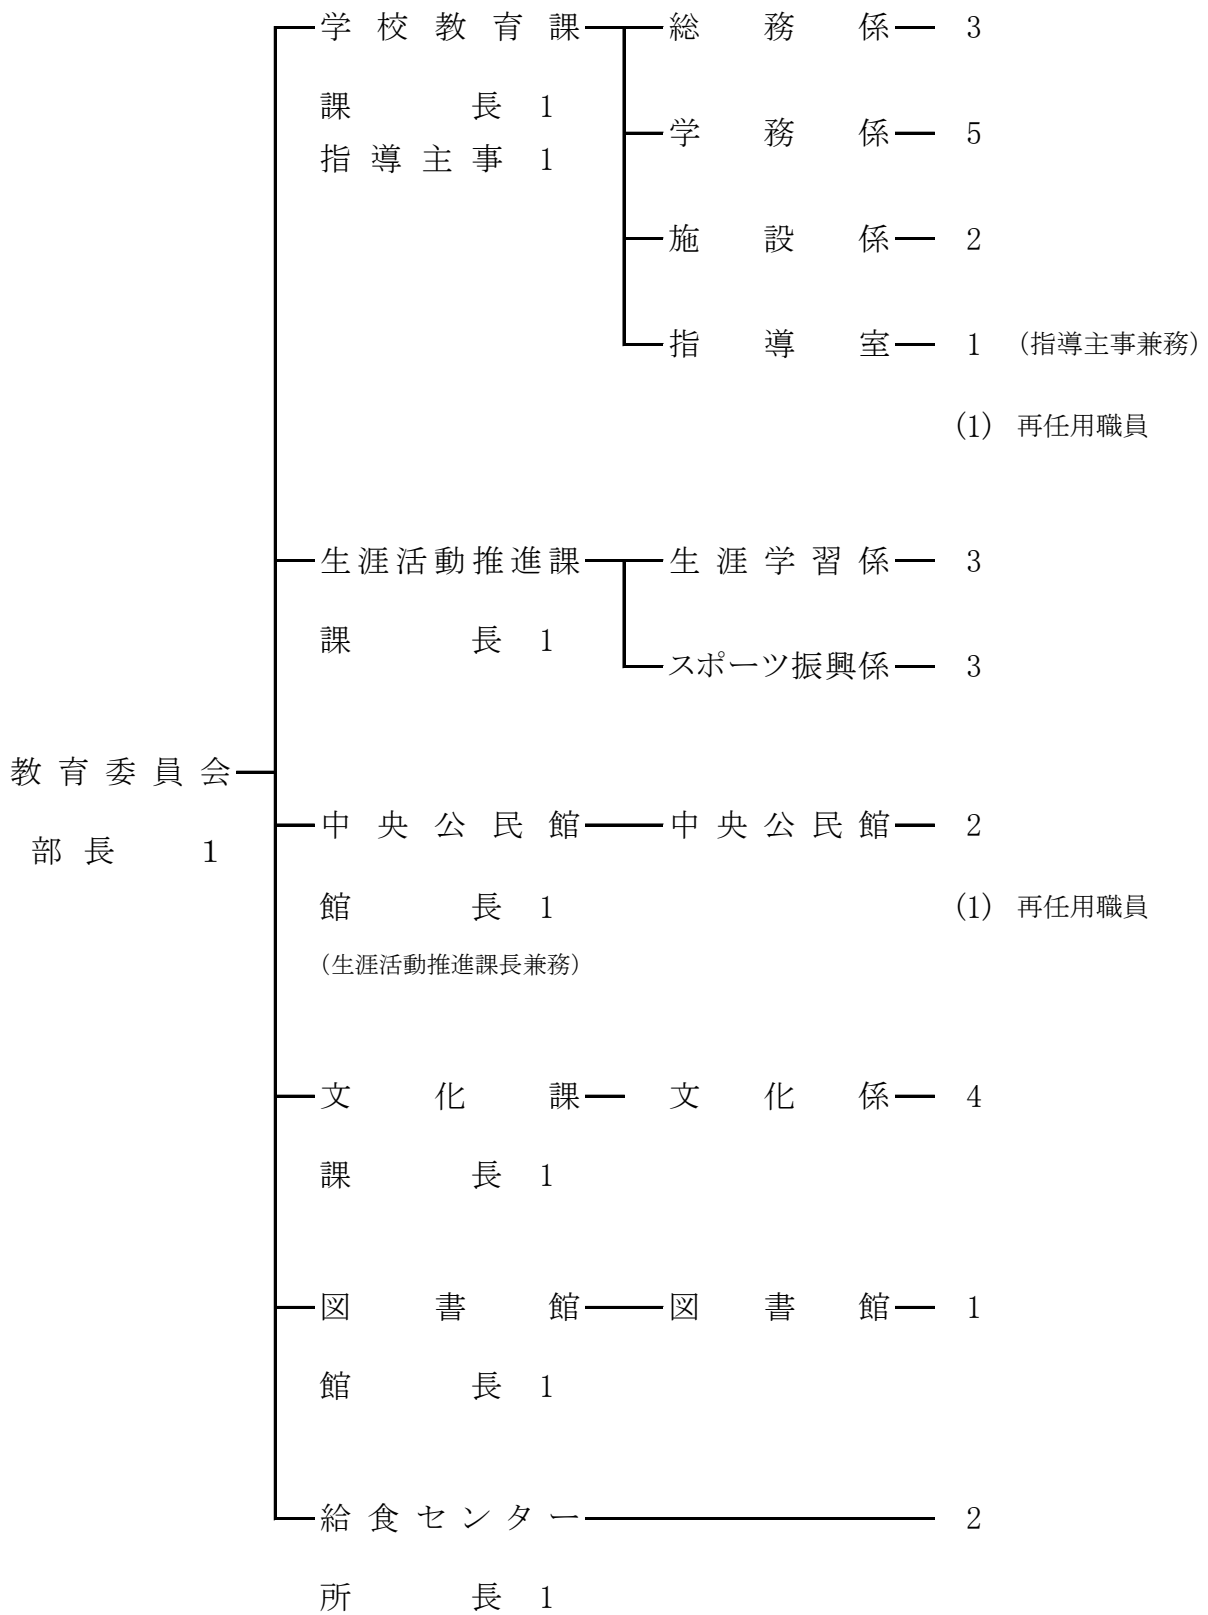 学校教育課 総務係 3
課長 1
学務係 5
指導主事 1
施設係 2
指導室 1 (指導主事兼務)
(1) 再任用職員
生涯活動推進課 生涯学習係 3
課長 1
スポーツ振興係 3
教育委員会
中央公民館 中央公民館 2
部長 1
館長 1 (1) 再任用職員
(生涯活動推進課長兼務)
文化課 文化係 4
課長 1
図書館 図書館 1
館長 1
給食センター 2
所長 1